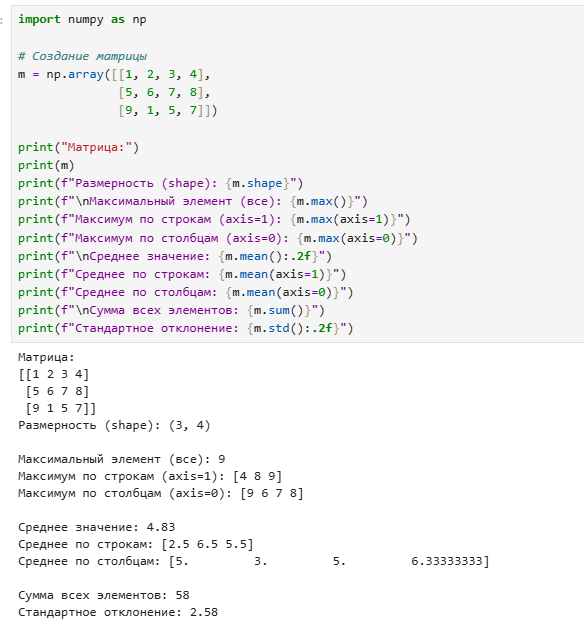 import numpy as np
# Создание матрицы
m = np.array([[1, 2, 3, 4],
              [5, 6, 7, 8],
              [9, 1, 5, 7]])
print("Матрица:")
print(m)
print(f"Размерность (shape): {m.shape}")
print(f"\nМаксимальный элемент (все): {m.max()}")
print(f"Максимум по строкам (axis=1): {m.max(axis=1)}")
print(f"Максимум по столбцам (axis=0): {m.max(axis=0)}")
print(f"\nСреднее значение: {m.mean():.2f}")
print(f"Среднее по строкам: {m.mean(axis=1)}")
print(f"Среднее по столбцам: {m.mean(axis=0)}")
print(f"\nСумма всех элементов: {m.sum()}")
print(f"Стандартное отклонение: {m.std():.2f}")
Матрица:
[[1 2 3 4]
 [5 6 7 8]
 [9 1 5 7]]
Размерность (shape): (3, 4)
Максимальный элемент (все): 9
Максимум по строкам (axis=1): [4 8 9]
Максимум по столбцам (axis=0): [9 6 7 8]
Среднее значение: 4.83
Среднее по строкам: [2.5 6.5 5.5]
Среднее по столбцам: [5.         3.         5.         6.33333333]
Сумма всех элементов: 58
Стандартное отклонение: 2.58